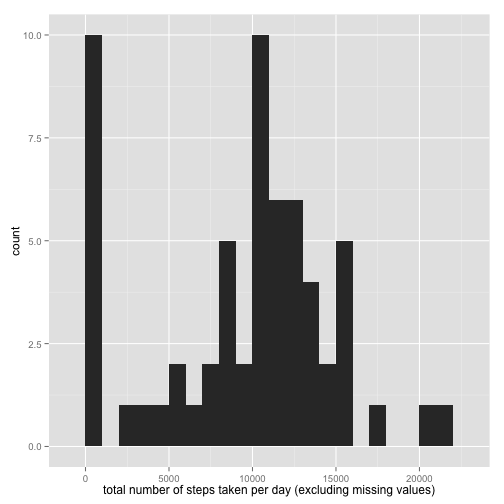 10.0
7.5
5.0
2.5
0.0
count
0 5000 10000 15000 20000
total number of steps taken per day (excluding missing values)